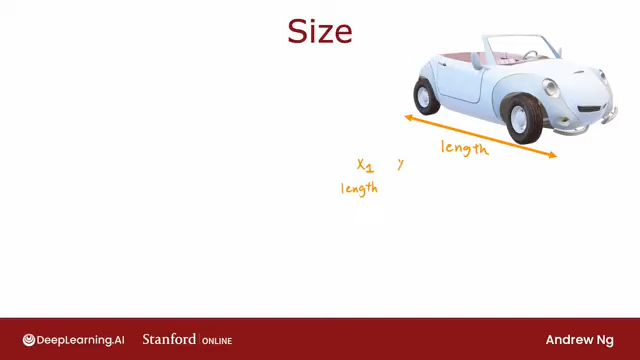 Size
length
X1
length
DeepLearning.AI Stanford ONLINE Andrew Ng